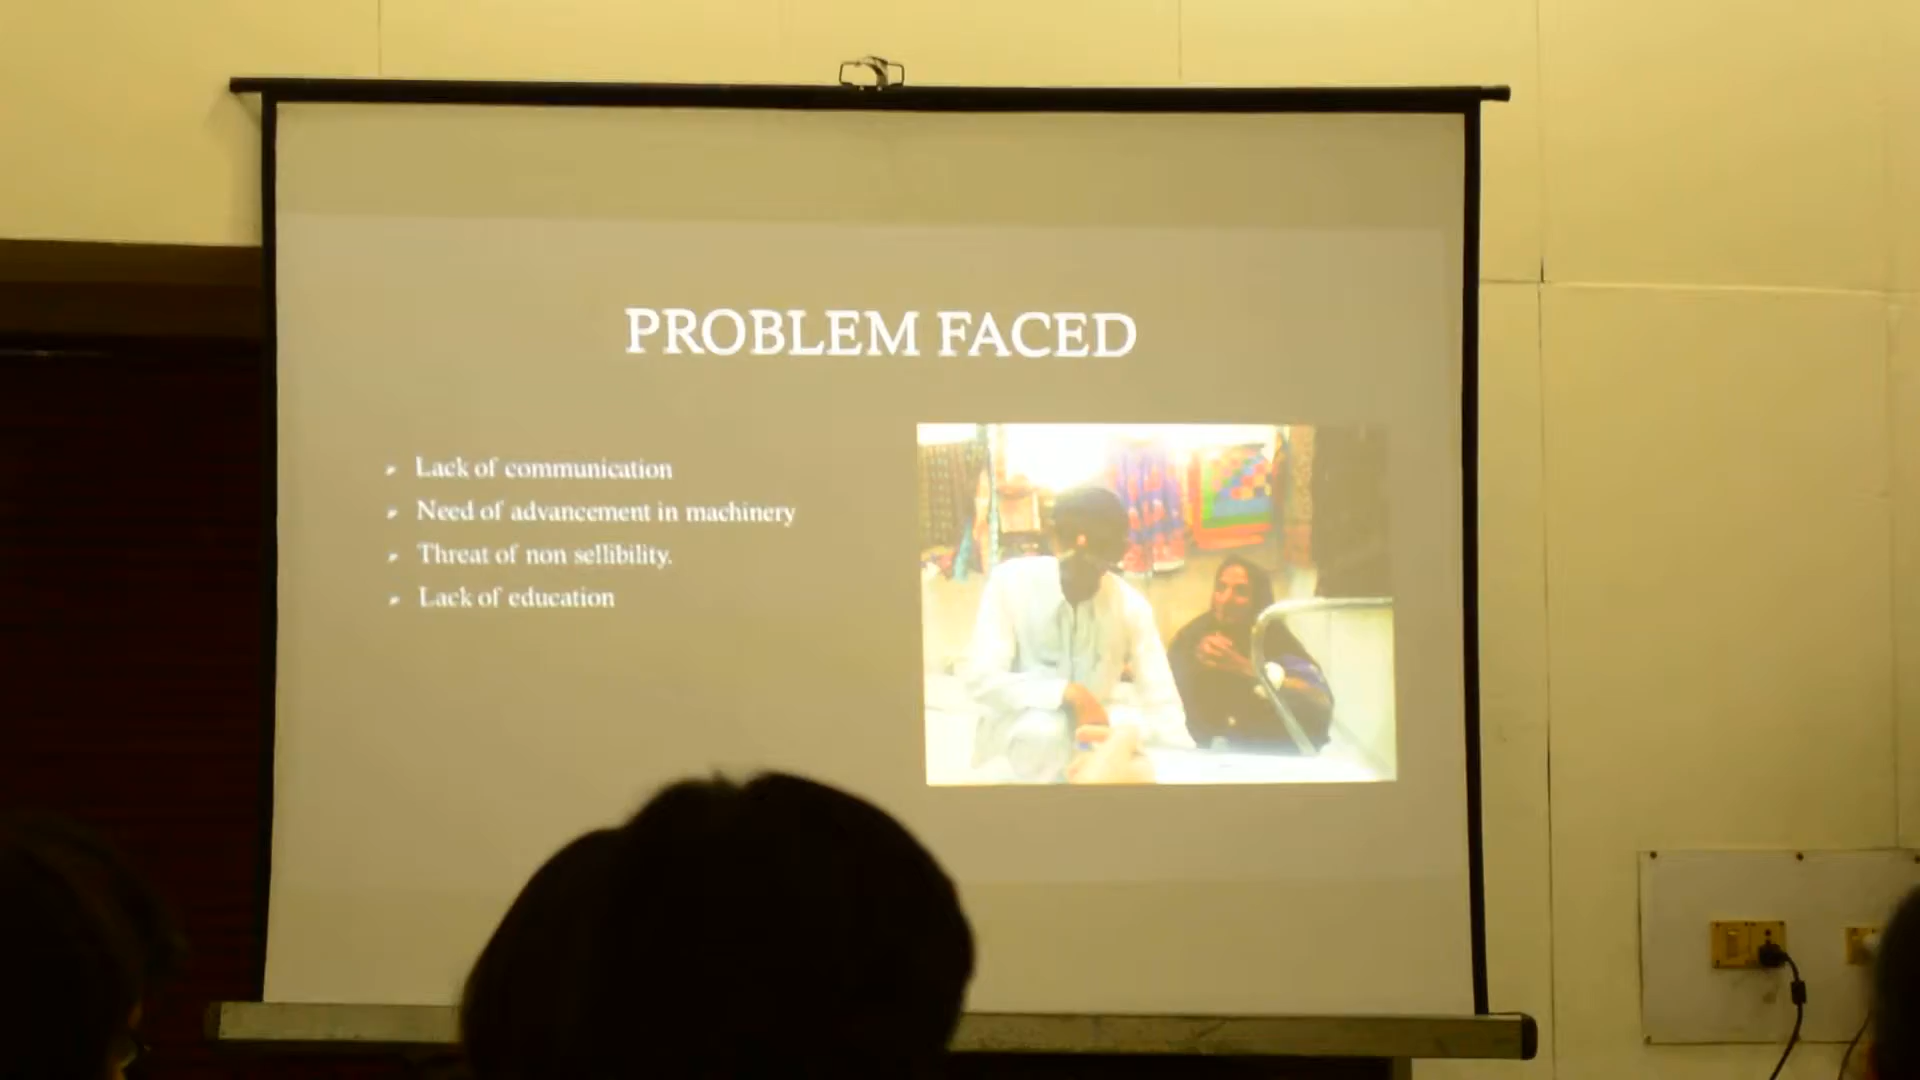 PROBLEM FACED
Lack of communication
Need of advancement in machinery
Threat of non sellibility.
Lack of education